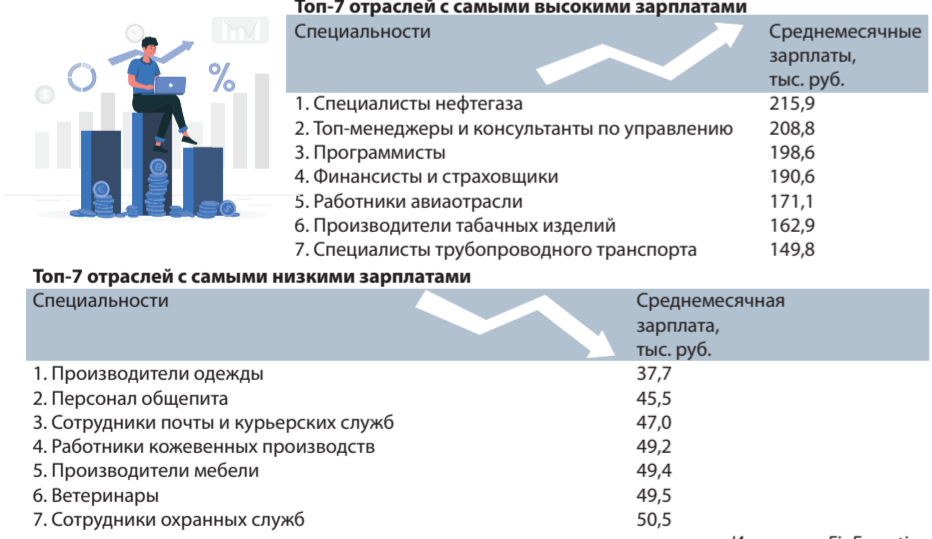 Топ-7 отраслей с самыми высокими зарплатами
Специальности
Среднемесячные
зарплаты,
тыс. руб.
1. Специалисты нефтегаза 215,9
2. Топ-менеджеры и консультанты по управлению 208,8
3. Программисты 198,6
4. Финансисты и страховщики 190,6
5. Работники авиаотрасли 171,1
6. Производители табачных изделий 162,9
7. Специалисты трубопроводного транспорта 149,8
Топ-7 отраслей с самыми низкими зарплатами
Специальности
Среднемесячная
зарплата,
тыс. руб.
1. Производители одежды 37,7
2. Персонал общепита 45,5
3. Сотрудники почты и курьерских служб 47,0
4. Работники кожевенных производств 49,2
5. Производители мебели 49,4
6. Ветеринары 49,5
7. Сотрудники охранных служб 50,5